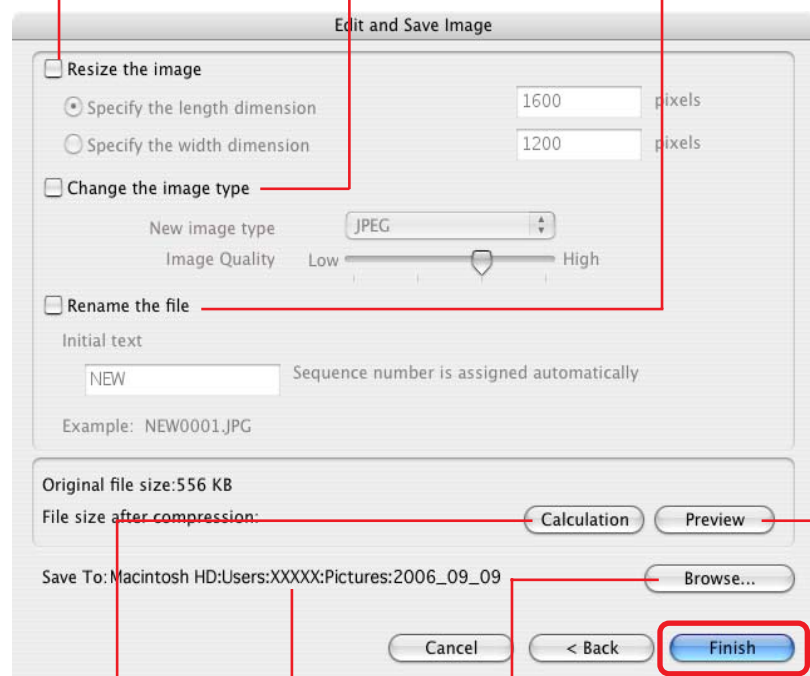 Edit and Save Image
Resize the image
Specify the length dimension 1600 pixels
Specify the width dimension 1200 pixels
Change the image type
New image type JPEG
Image Quality Low High
Rename the file
Initial text
NEW Sequence number is assigned automatically
Example: NEW0001.JPG
Original file size:556 KB
File size after compression: Calculation Preview
Save To: Macintosh HD:Users:XXXXX:Pictures:2006_09_09 Browse...
Cancel < Back Finish